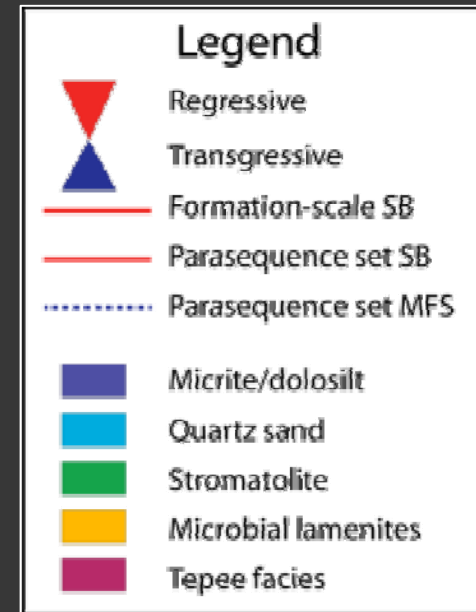 Legend
Regressive
Transgressive
Formation-scale SB
Parasequence set SB
Parasequence set MFS
Micrite/dolosilt
Quartz sand
Stromatolite
Microbial lamenites
Tepee facies